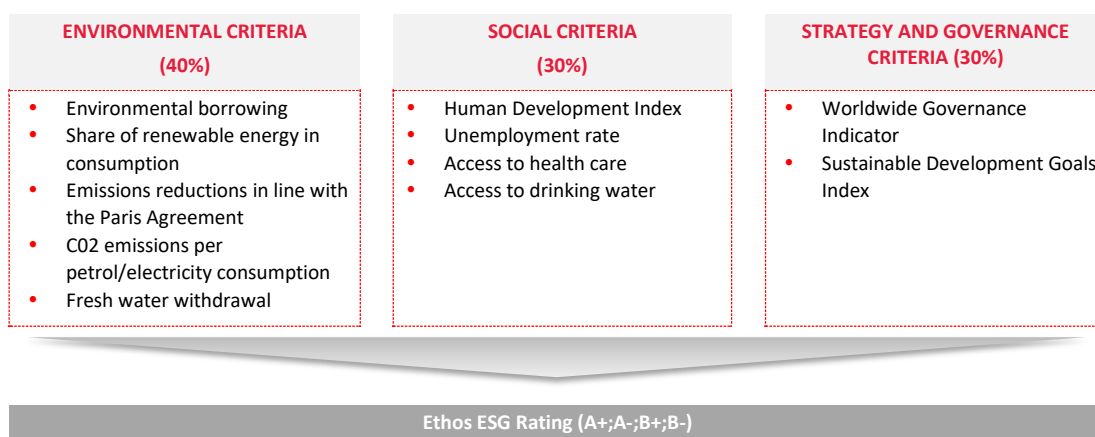 ENVIRONMENTAL CRITERIA
(40%)
• Environmental borrowing
• Share of renewable energy in
consumption
• Emissions reductions in line with
the Paris Agreement
• C02 emissions per
petrol/electricity consumption
• Fresh water withdrawal
SOCIAL CRITERIA
(30%)
• Human Development Index
• Unemployment rate
• Access to health care
• Access to drinking water
STRATEGY AND GOVERNANCE
CRITERIA (30%)
• Worldwide Governance
Indicator
• Sustainable Development Goals
Index
Ethos ESG Rating (A+;A-;B+;B-)